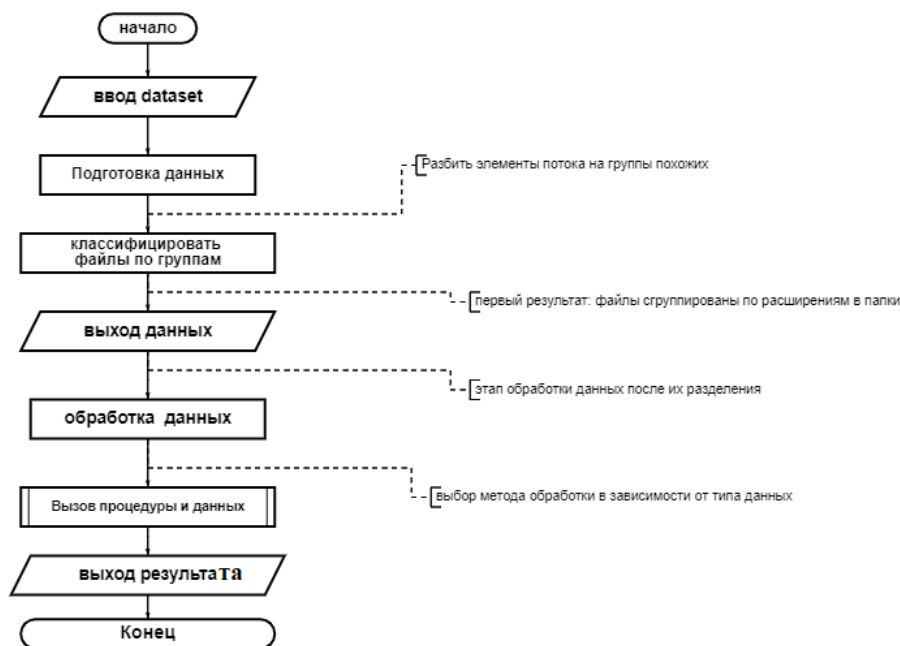 начало
ввод dataset
Подготовка данных
Разбить элементы потока на группы похожих
классифицировать
файлы по группам
первый результат: файлы сгруппированы по расширениям в папки
выход данных
этап обработки данных после их разделения
обработка данных
выбор метода обработки в зависимости от типа данных
Вызов процедуры и данных
выход результата
Конец